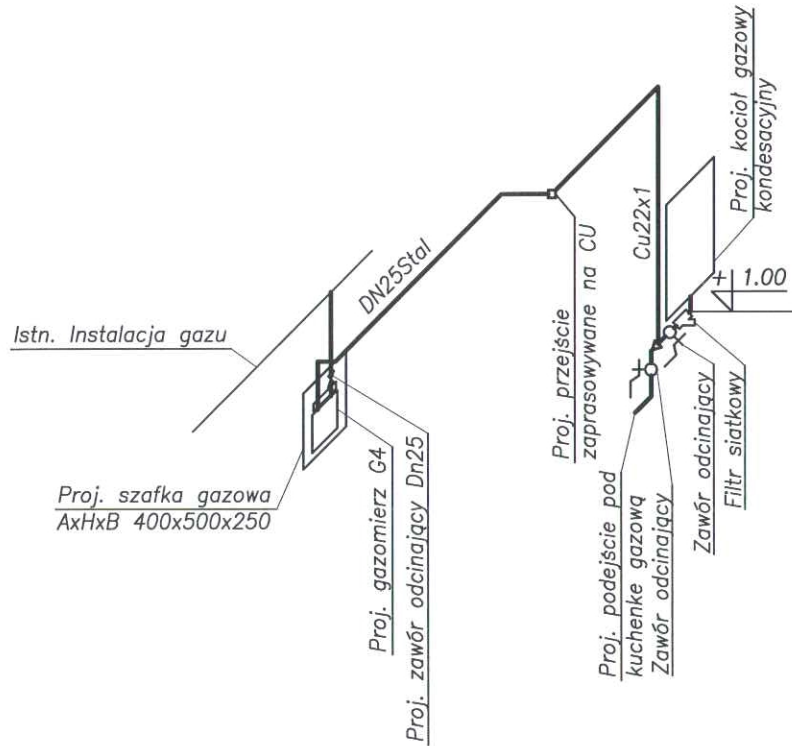 Proj. kocioł gazowy
kondesacyjny
DN25Stal
Cu22x1
+ 1.00
Istn. Instalacja gazu
Proj. przejście
zaprasowywane na CU
Proj. szafka gazowa
AxHxB 400x500x250
Proj. gazomierz G4
Proj. zawór odcinający Dn25
Proj. podejście pod
kuchenke gazową
Zawór odcinający
Zawór odcinający
Filtr siatkowy